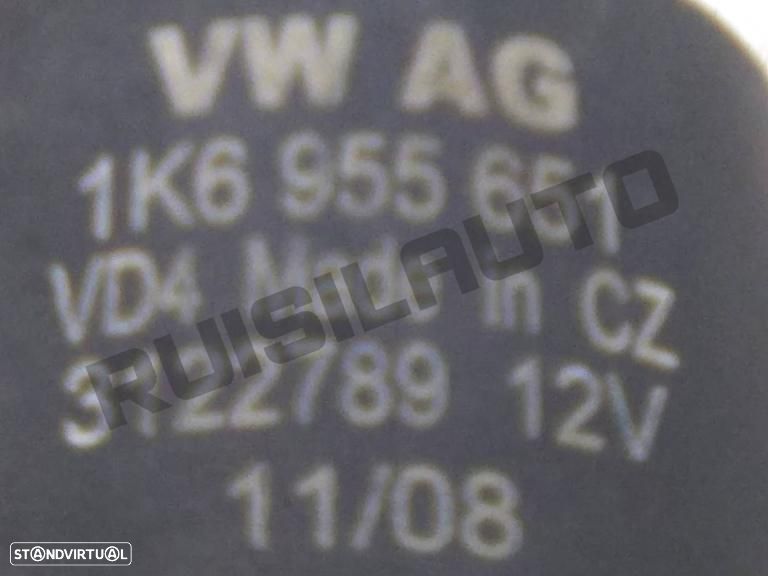 VW AG
1K6 955 651
VD4 Made in CZ
3122789 12V
11/08
RUISILAUTO
STANDVIRTUAL